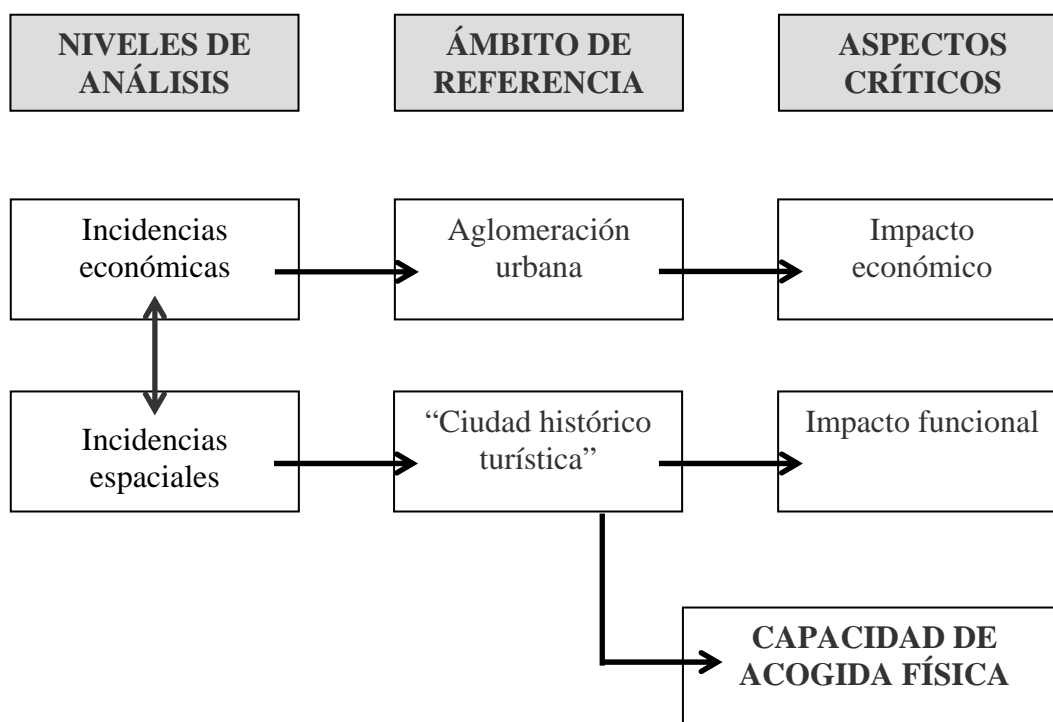 NIVELES DE
ANÁLISIS
ÁMBITO DE
REFERENCIA
ASPECTOS
CRÍTICOS
Incidencias
económicas
Aglomeración
urbana
Impacto
económico
Incidencias
espaciales
“Ciudad histórico
turística”
Impacto funcional
CAPACIDAD DE
ACOGIDA FÍSICA